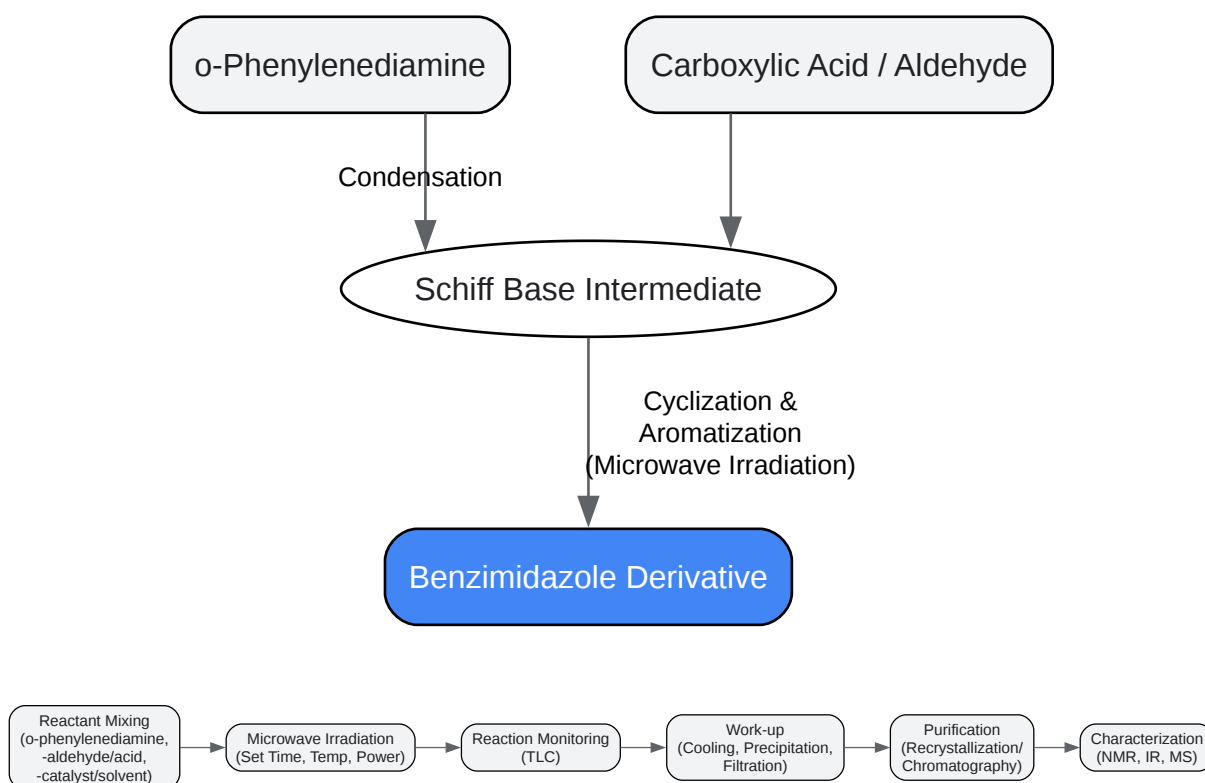 o-Phenylenediamine
Carboxylic Acid / Aldehyde
Condensation
Schiff Base Intermediate
Cyclization &
Aromatization
(Microwave Irradiation)
Benzimidazole Derivative
Reactant Mixing
(o-phenylenediamine,
-aldehyde/acid,
-catalyst/solvent)
Microwave Irradiation
(Set Time, Temp, Power)
Reaction Monitoring
(TLC)
Work-up
(Cooling, Precipitation,
Filtration)
Purification
(Recrystallization/
Chromatography)
Characterization
(NMR, IR, MS)